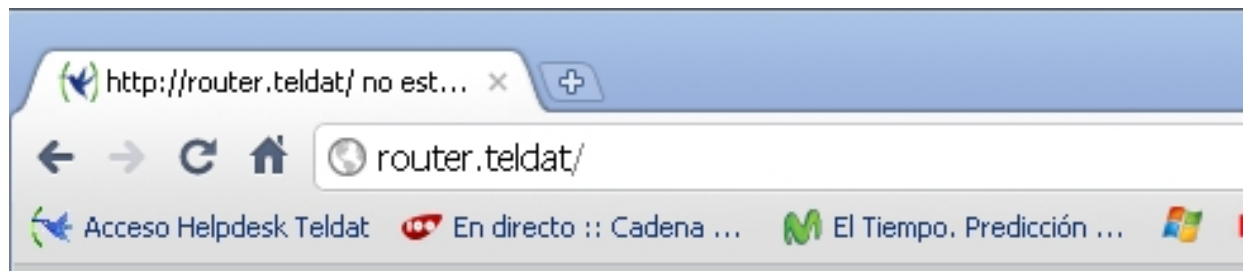 http://router.teldat/ no est...
router.teldat/
Acceso Helpdesk Teldat En directo :: Cadena ... El Tiempo. Predicción ...